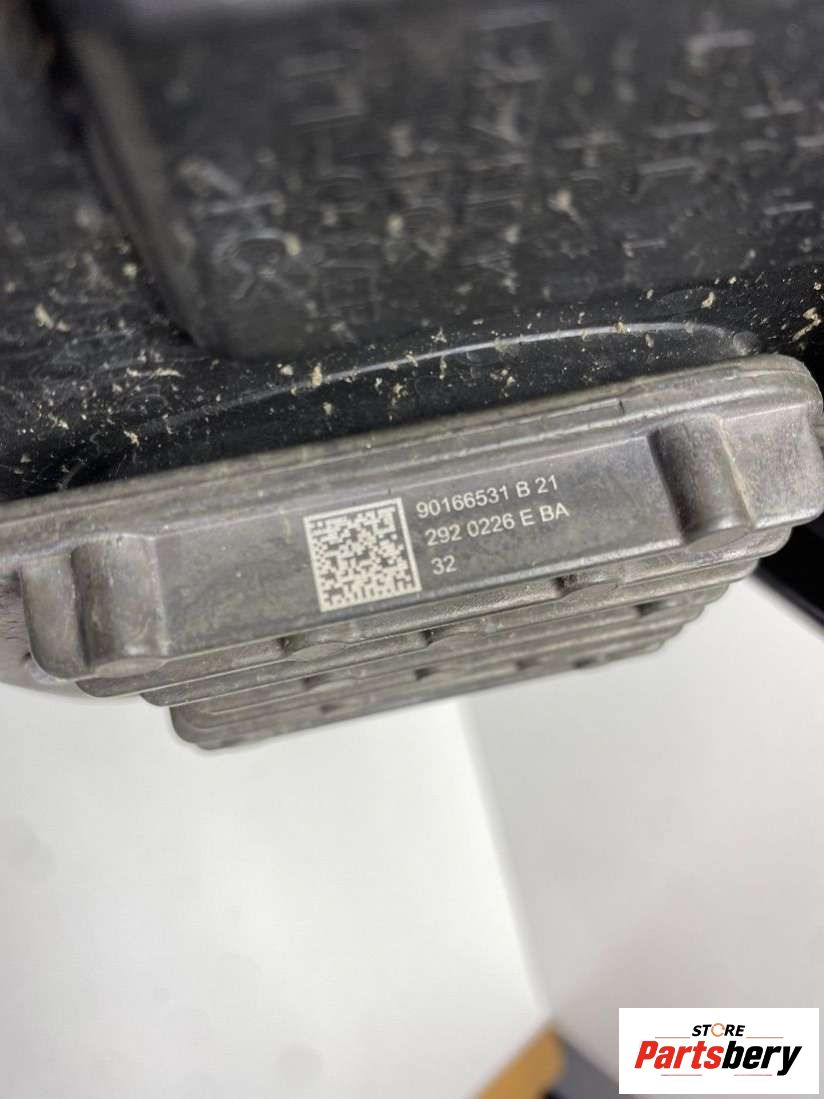 90166531 B 21
292 0226 E BA
32
STORE
Partsbery